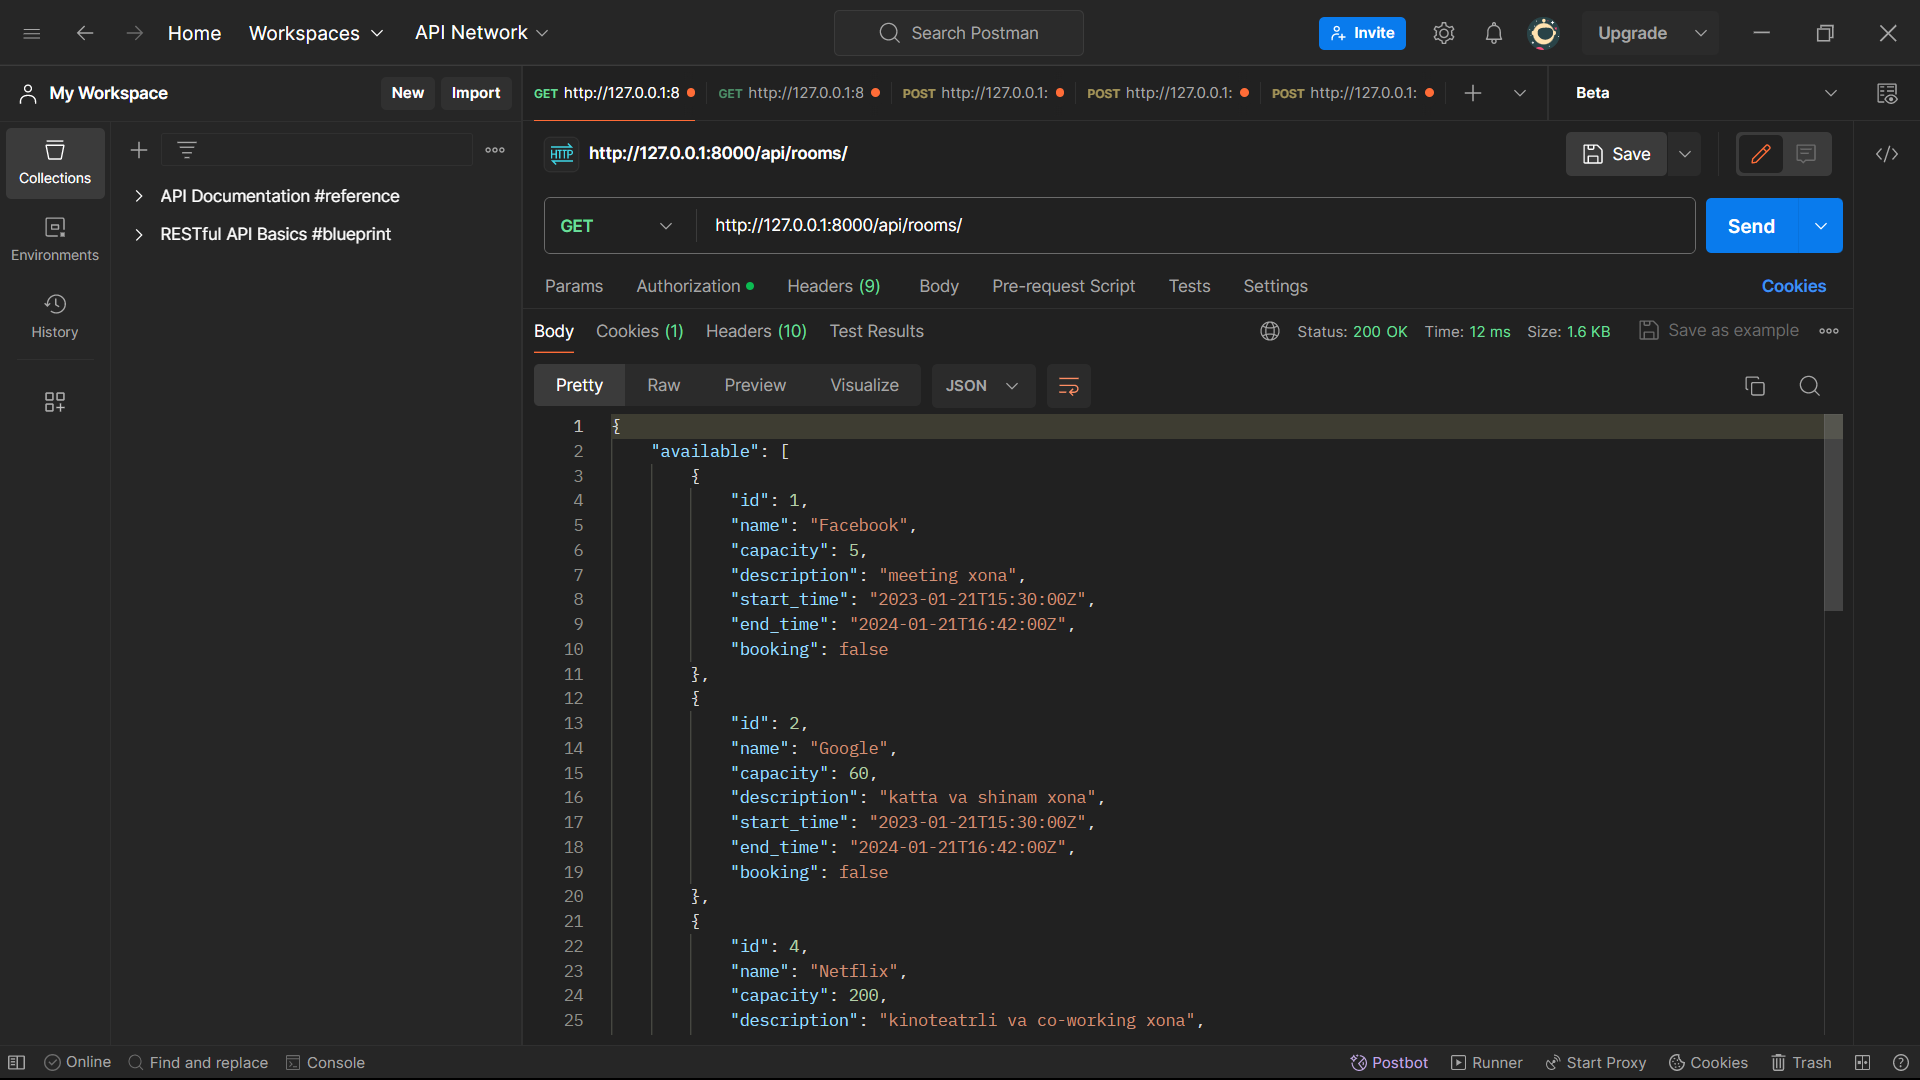 Home Workspaces API Network Search Postman Invite Upgrade
My Workspace New Import
GET http://127.0.0.1:8 GET http://127.0.0.1:8 POST http://127.0.0.1: POST http://127.0.0.1: POST http://127.0.0.1: Beta
Collections
Environments
History
API Documentation #reference
RESTful API Basics #blueprint
HTTP http://127.0.0.1:8000/api/rooms/ Save
GET http://127.0.0.1:8000/api/rooms/ Send
Params Authorization Headers (9) Body Pre-request Script Tests Settings Cookies
Body Cookies (1) Headers (10) Test Results Status: 200 OK Time: 12 ms Size: 1.6 KB Save as example
Pretty Raw Preview Visualize JSON
1 {
2 "available": [
3 {
4 "id": 1,
5 "name": "Facebook",
6 "capacity": 5,
7 "description": "meeting xona",
8 "start_time": "2023-01-21T15:30:00Z",
9 "end_time": "2024-01-21T16:42:00Z",
10 "booking": false
11 },
12 {
13 "id": 2,
14 "name": "Google",
15 "capacity": 60,
16 "description": "katta va shinam xona",
17 "start_time": "2023-01-21T15:30:00Z",
18 "end_time": "2024-01-21T16:42:00Z",
19 "booking": false
20 },
21 {
22 "id": 4,
23 "name": "Netflix",
24 "capacity": 200,
25 "description": "kinoteatrli va co-working xona",
Online Find and replace Console Postbot Runner Start Proxy Cookies Trash